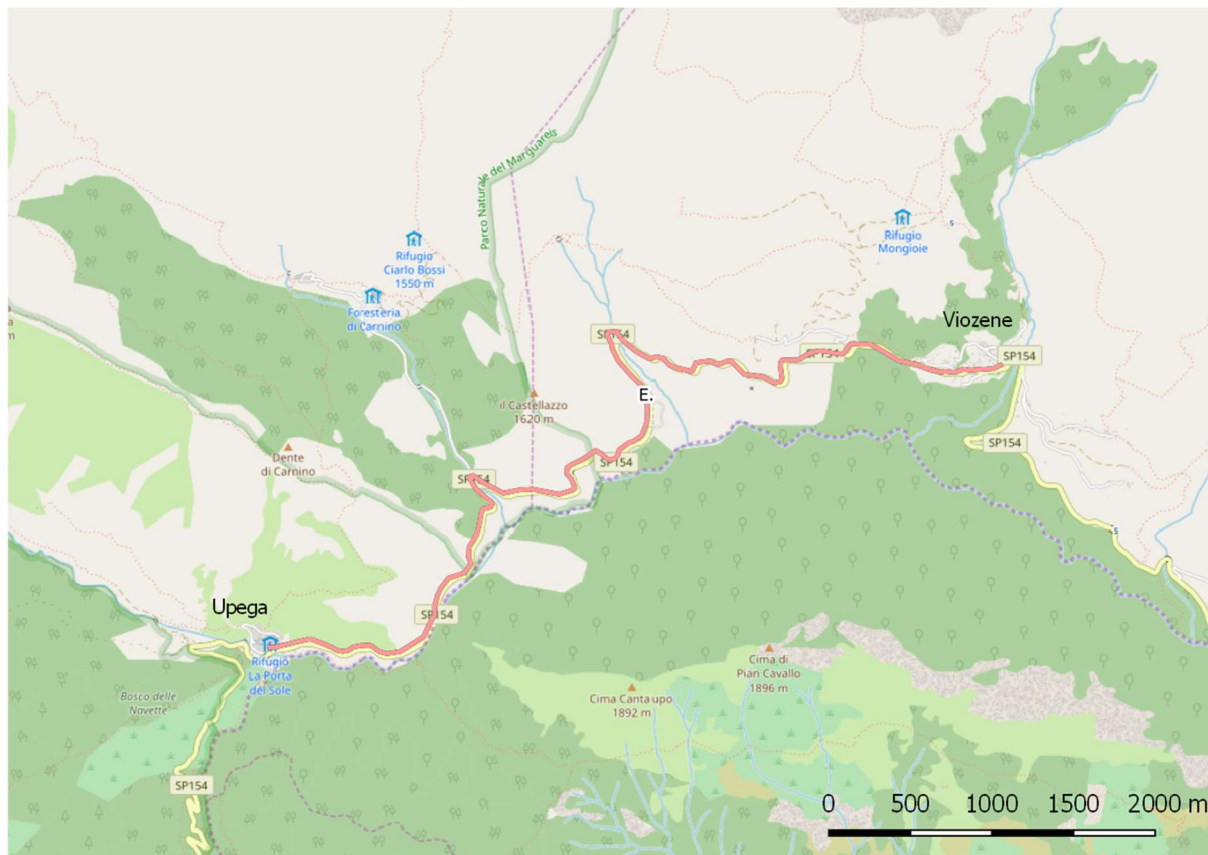 Parco Naturale del Marguareis
Rifugio
Ciarlo Bossi
1550 m
Rifugio
Mongioie
Foresteria
di Carnino
Viozene
SP154
SP154
SP154
il Castellazzo
1620 m
E.
SP154
SP154
Dente
di Carnino
SP154
Upega
SP154
Rifugio
La Porta
del Sole
Bosco delle
Navette
Cima di
Pian Cavallo
1896 m
Cima Cantaupo
1892 m
SP154
0 500 1000 1500 2000 m